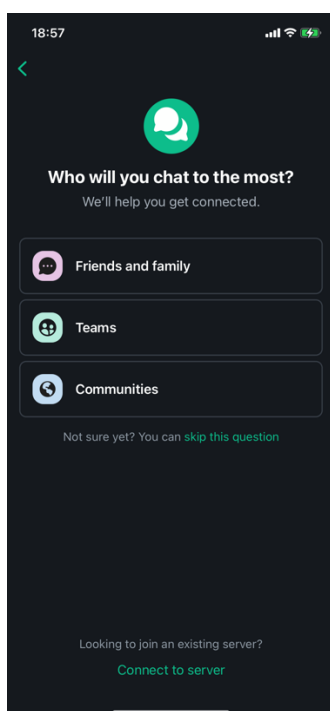 18:57
Who will you chat to the most?
We'll help you get connected.
Friends and family
Teams
Communities
Not sure yet? You can skip this question
Looking to join an existing server?
Connect to server